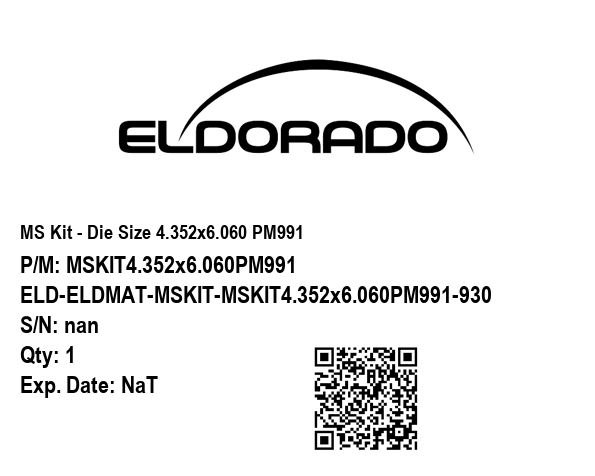 ELDORADO
MS Kit - Die Size 4.352x6.060 PM991
P/M: MSKIT4.352x6.060PM991
ELD-ELDMAT-MSKIT-MSKIT4.352x6.060PM991-930
S/N: nan
Qty: 1
Exp. Date: NaT